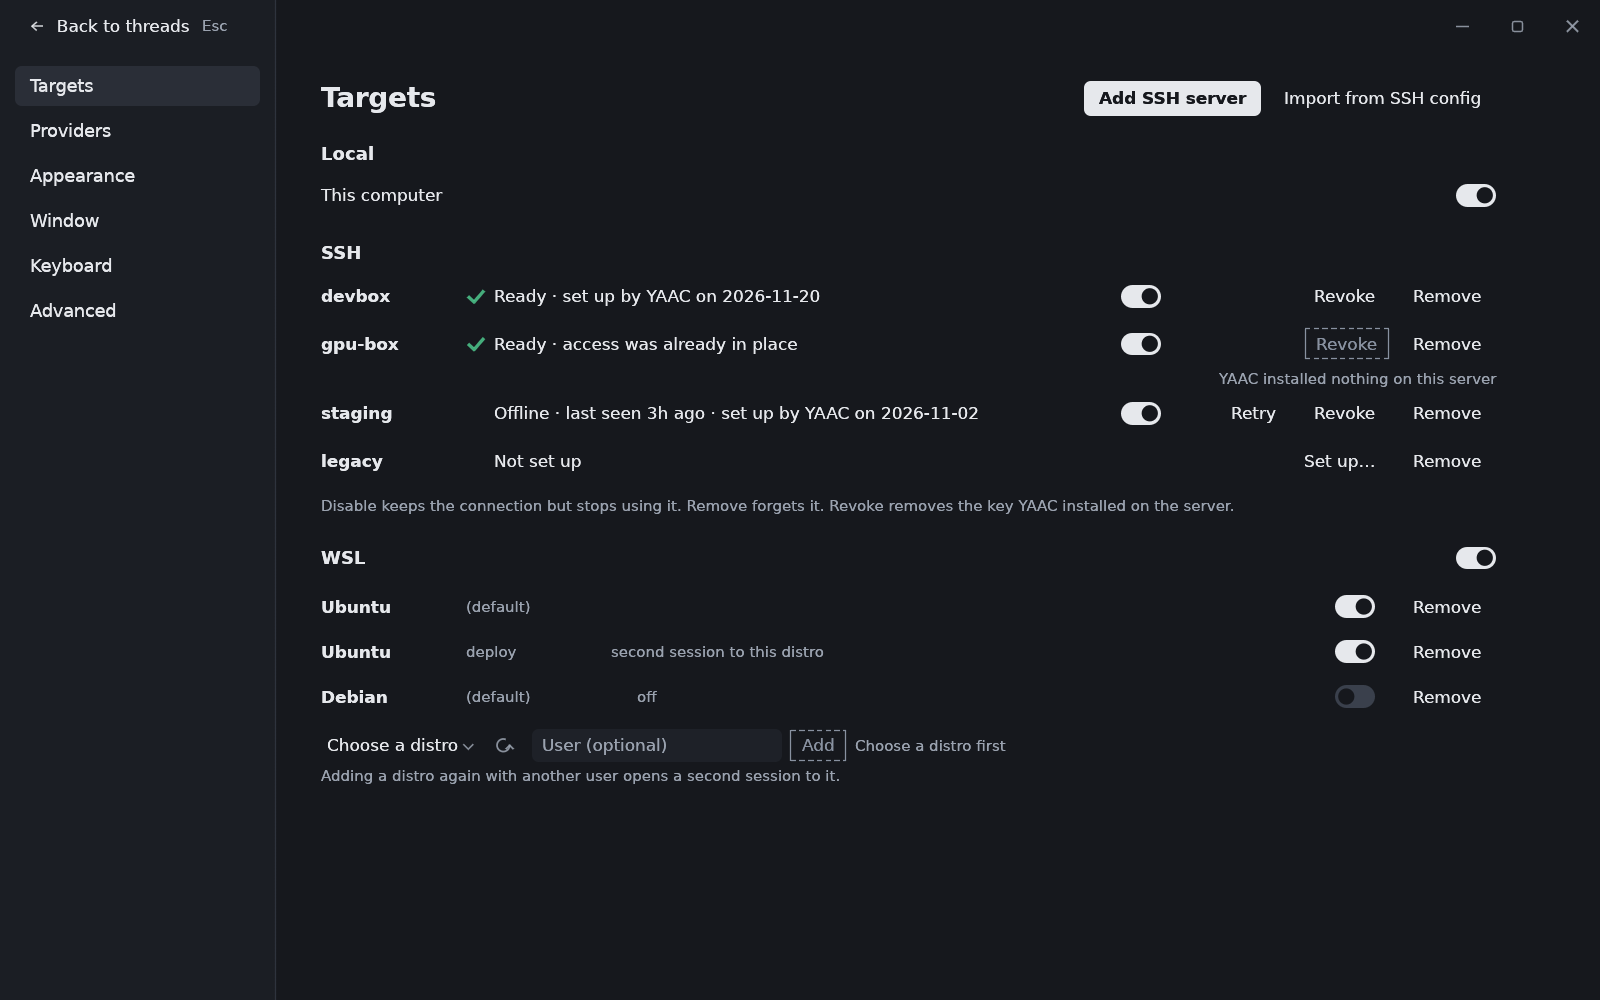 Back to threads Esc
Targets
Providers
Appearance
Window
Keyboard
Advanced
Targets Add SSH server Import from SSH config
Local
This computer
SSH
devbox Ready · set up by YAAC on 2026-11-20 Revoke Remove
gpu-box Ready · access was already in place Revoke Remove
YAAC installed nothing on this server
staging Offline · last seen 3h ago · set up by YAAC on 2026-11-02 Retry Revoke Remove
legacy Not set up Set up… Remove
Disable keeps the connection but stops using it. Remove forgets it. Revoke removes the key YAAC installed on the server.
WSL
Ubuntu (default) Remove
Ubuntu deploy second session to this distro Remove
Debian (default) off Remove
Choose a distro User (optional) Add Choose a distro first
Adding a distro again with another user opens a second session to it.